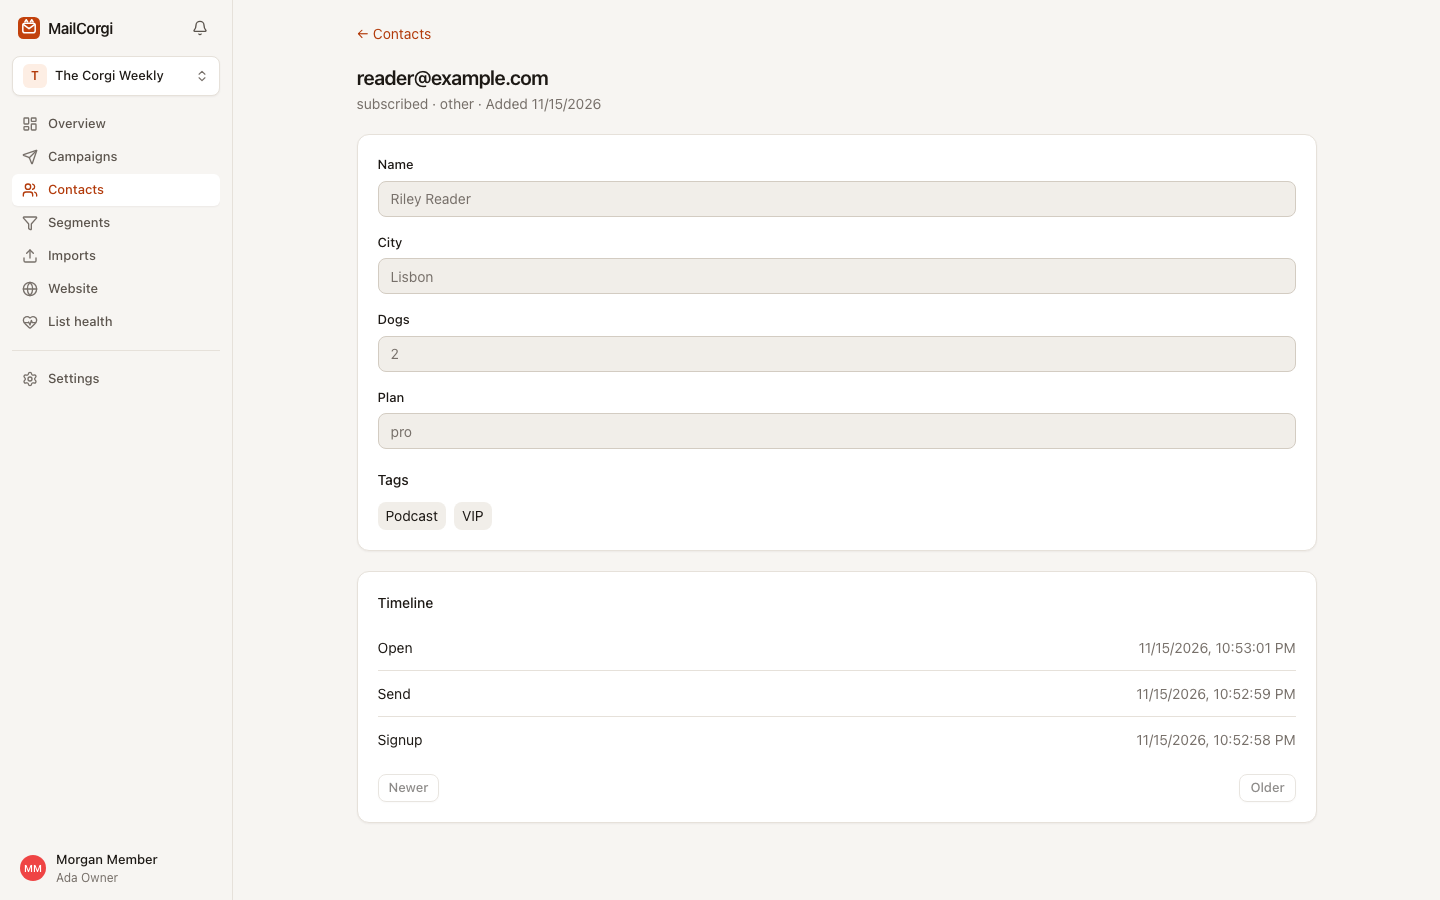 MailCorgi
T The Corgi Weekly
Overview
Campaigns
Contacts
Segments
Imports
Website
List health
Settings
MM
Morgan Member
Ada Owner
← Contacts
reader@example.com
subscribed · other · Added 11/15/2026
Name
Riley Reader
City
Lisbon
Dogs
2
Plan
pro
Tags
Podcast VIP
Timeline
Open 11/15/2026, 10:53:01 PM
Send 11/15/2026, 10:52:59 PM
Signup 11/15/2026, 10:52:58 PM
Newer Older